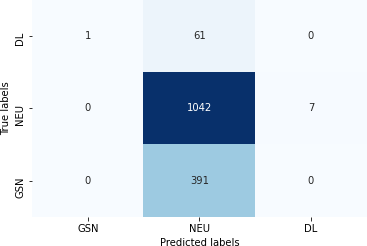 DL 1 61 0
True labels
NEU 0 1042 7
GSN 0 391 0
GSN NEU DL
Predicted labels